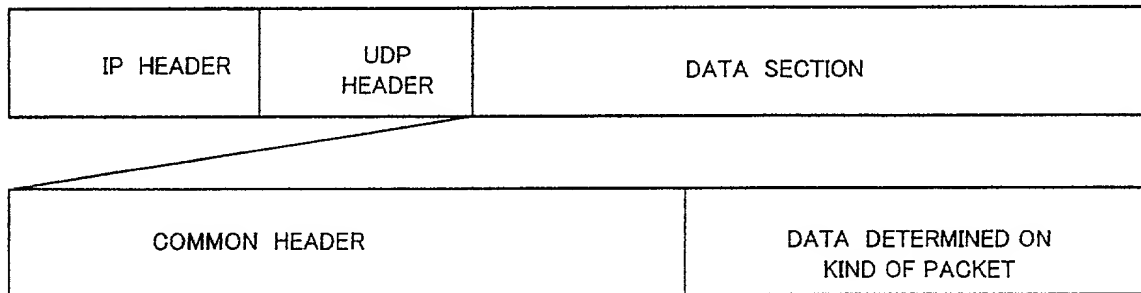 IP HEADER
UDP
HEADER
DATA SECTION
COMMON HEADER
DATA DETERMINED ON
KIND OF PACKET